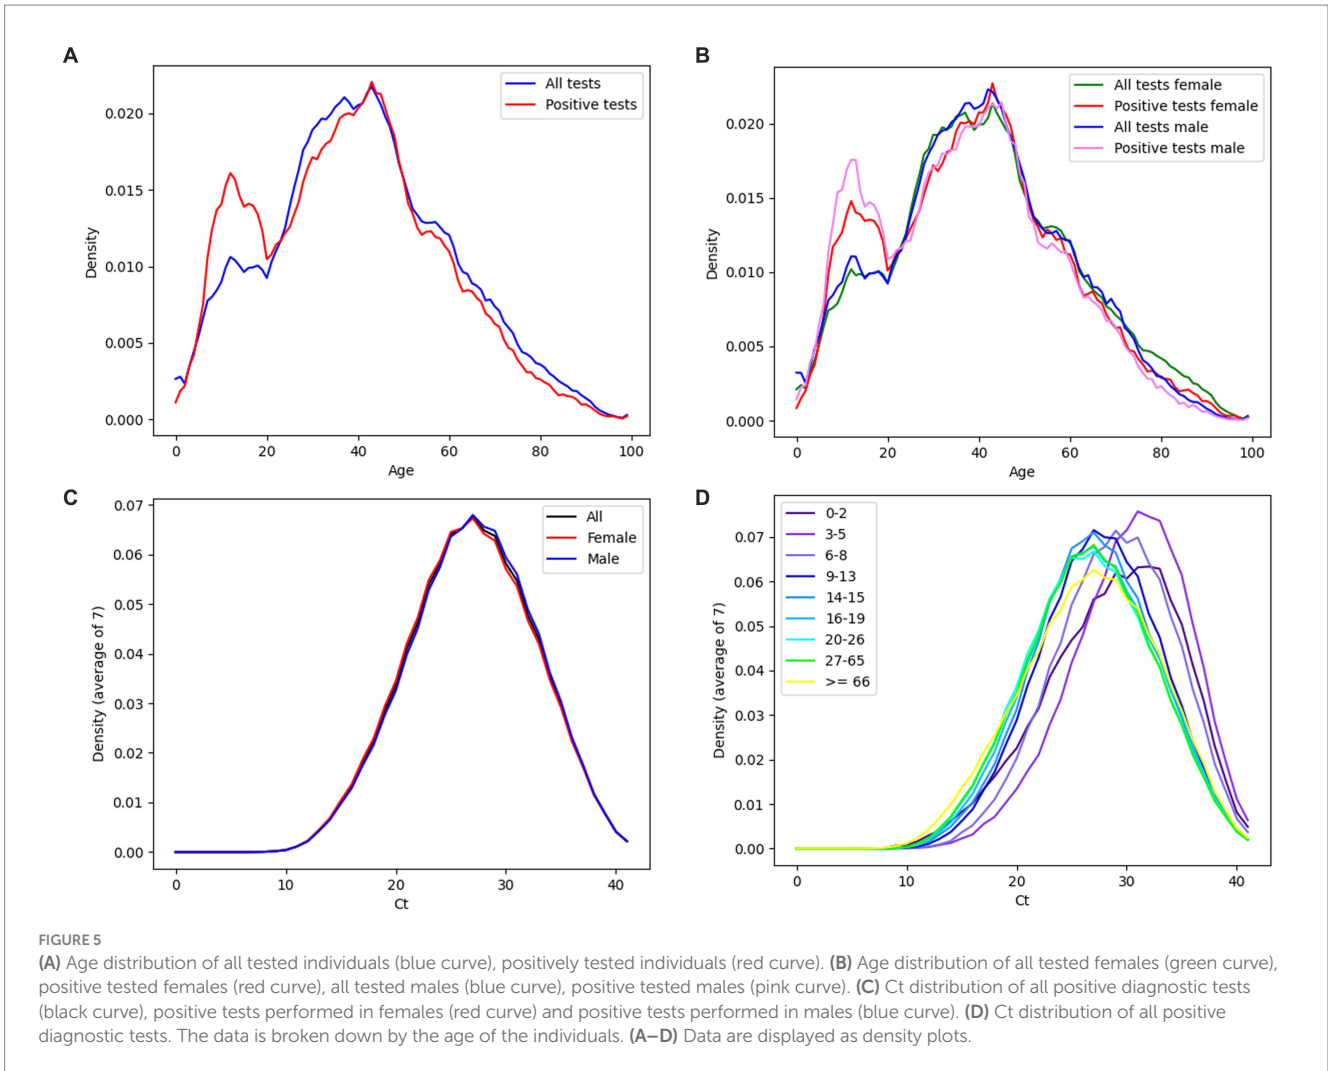 A
All tests
Positive tests
0.020
0.015
0.010
0.005
0.000
Density
0 20 40 60 80 100
Age
B
All tests female
Positive tests female
All tests male
Positive tests male
0.020
0.015
0.010
0.005
0.000
Density
0 20 40 60 80 100
Age
C
All
Female
Male
0.07
0.06
0.05
0.04
0.03
0.02
0.01
0.00
Density (average of 7)
0 10 20 30 40
Ct
D
0-2
3-5
6-8
9-13
14-15
16-19
20-26
27-65
>= 66
0.07
0.06
0.05
0.04
0.03
0.02
0.01
0.00
Density (average of 7)
0 10 20 30 40
Ct
FIGURE 5
(A) Age distribution of all tested individuals (blue curve), positively tested individuals (red curve). (B) Age distribution of all tested females (green curve),
positive tested females (red curve), all tested males (blue curve), positive tested males (pink curve). (C) Ct distribution of all positive diagnostic tests
(black curve), positive tests performed in females (red curve) and positive tests performed in males (blue curve). (D) Ct distribution of all positive
diagnostic tests. The data is broken down by the age of the individuals. (A–D) Data are displayed as density plots.